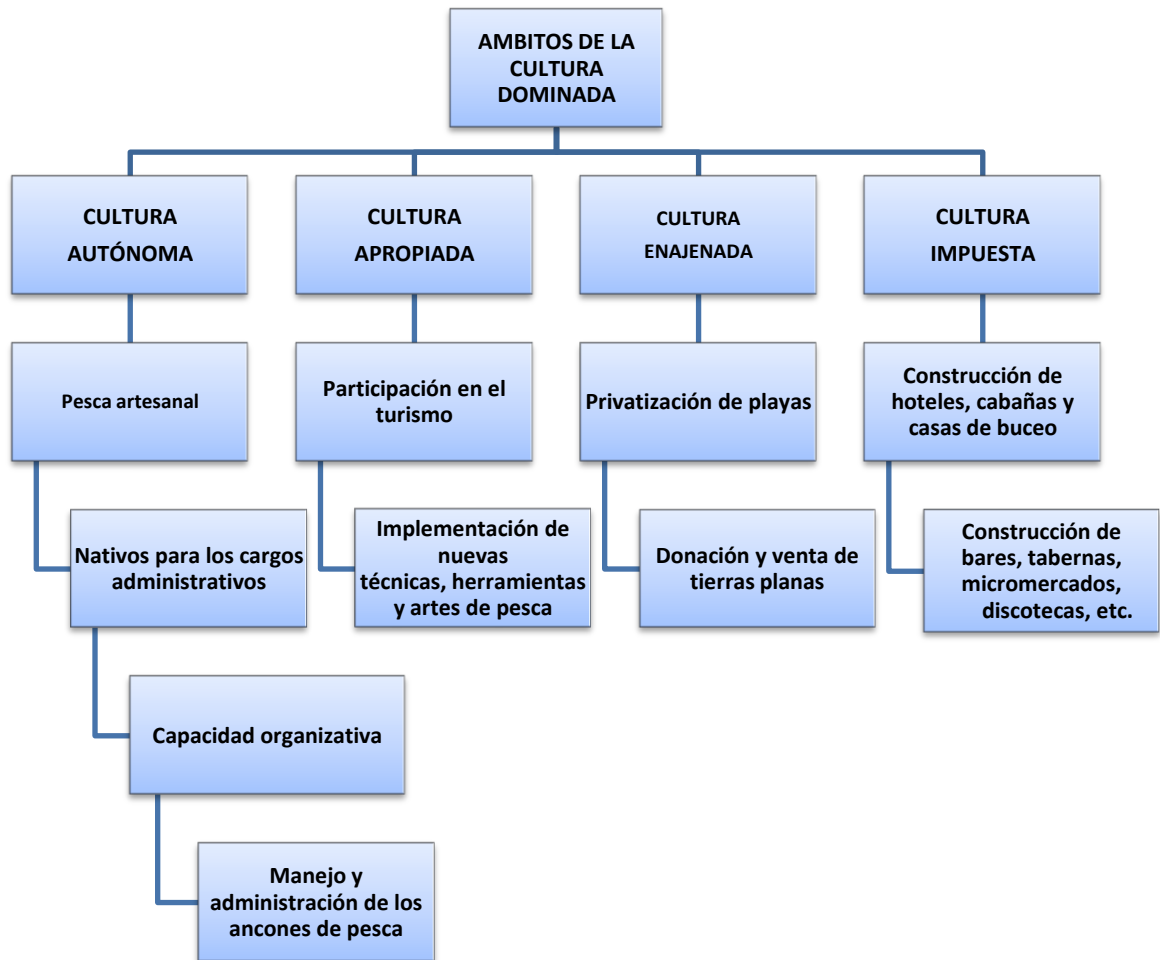 AMBITOS DE LA
CULTURA
DOMINADA
CULTURA
AUTÓNOMA
CULTURA
APROPIADA
CULTURA
ENAJENADA
CULTURA
IMPUESTA
Pesca artesanal
Participación en el
turismo
Privatización de playas
Construcción de
hoteles, cabañas y
casas de buceo
Nativos para los cargos
administrativos
Implementación de
nuevas
técnicas, herramientas
y artes de pesca
Donación y venta de
tierras planas
Construcción de
bares, tabernas,
micromercados,
discotecas, etc.
Capacidad organizativa
Manejo y
administración de los
ancones de pesca